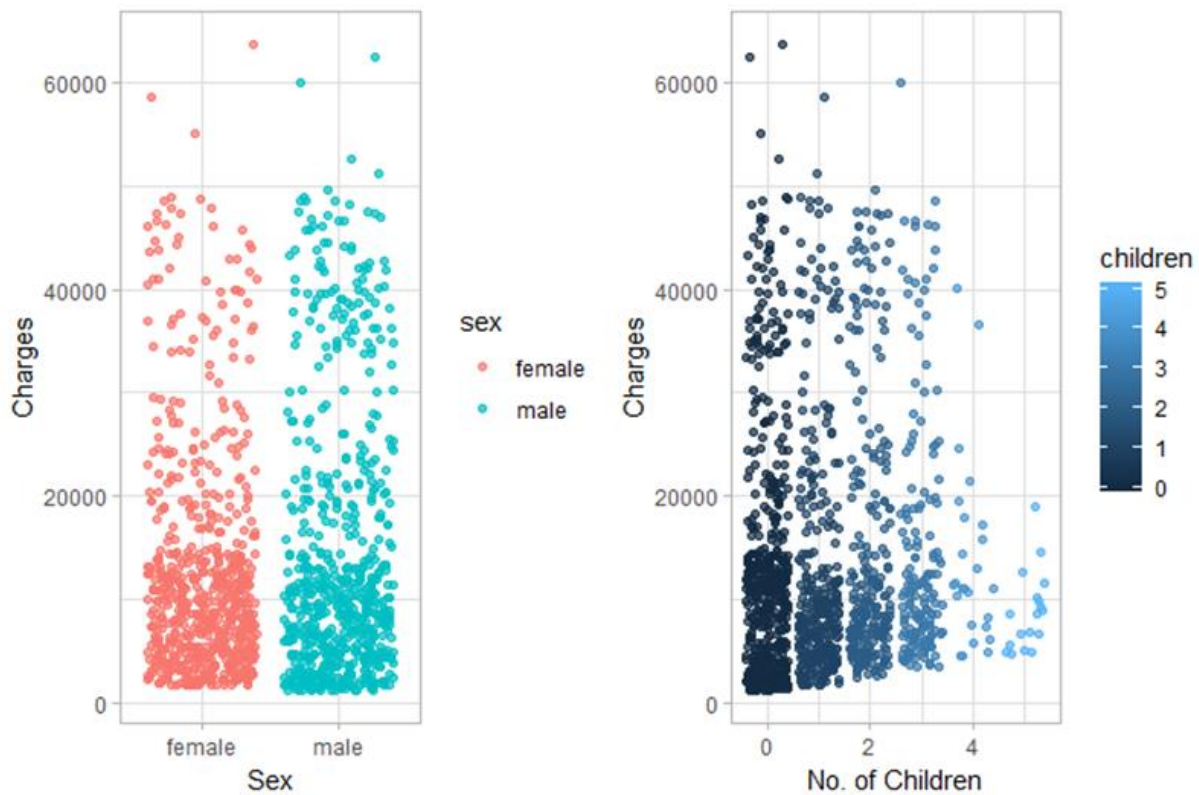 60000
40000
20000
0
Charges
female
male
Sex
sex
female
male
60000
40000
20000
0
Charges
0
2
4
No. of Children
children
5
4
3
2
1
0